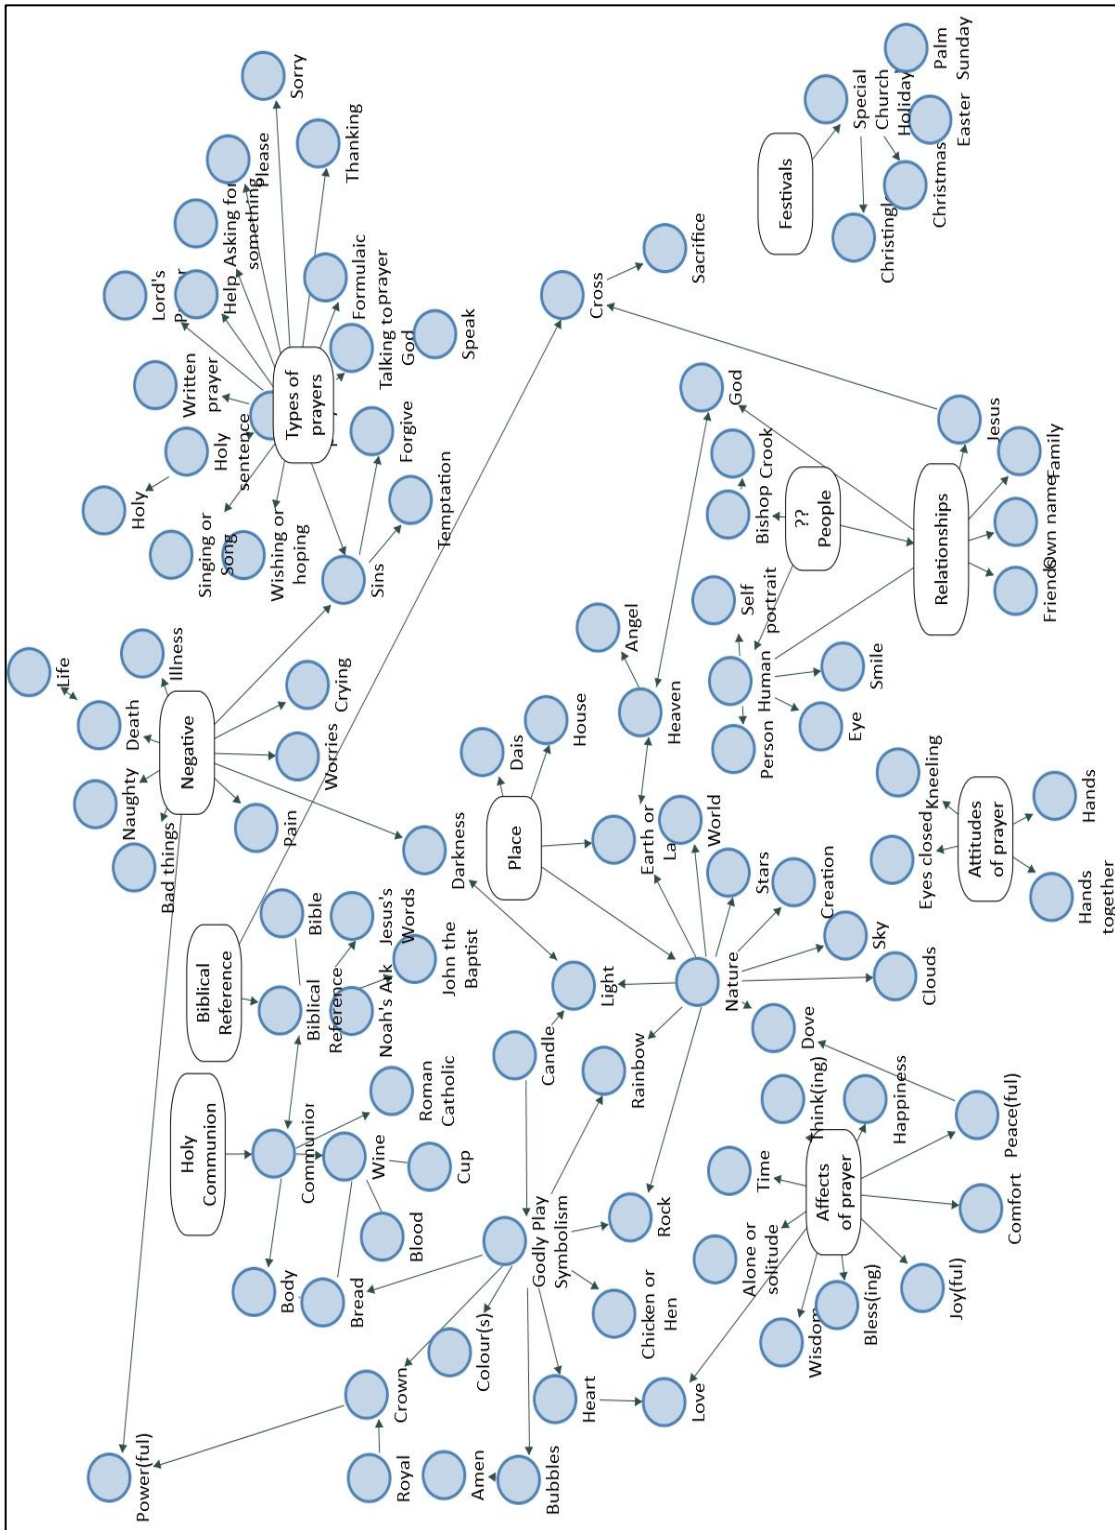 Power(ful)
Crown
Royal
Amen
Bubbles
Colour(s)
Heart
Love
Body
Bread
Holy
Communion
Communion
Wine
Blood
Cup
Roman
Catholic
Godly Play
Symbolism
Chicken or
Hen
Rock
Rainbow
Candle
Light
Biblical
Reference
Biblical
Reference
Bible
Jesus's
Words
Noah's Ark
John the
Baptist
Bad things
Naughty
Death
Life
Illness
Negative
Pain
Worries
Crying
Darkness
Sins
Forgive
Temptation
Holy
Holy
sentence
Singing or
Song
Wishing or
hoping
Written
prayer
Lord's
Help
Asking for
something
Please
Sorry
Thanking
Types of
prayers
Formulaic
prayer
Talking to
God
Speak
Place
Dais
House
Earth or
World
Nature
Stars
Creation
Sky
Clouds
Dove
Heaven
Angel
Cross
Sacrifice
God
Bishop
Crook
??
People
Self
portrait
Human
Person
Eye
Smile
Relationships
Jesus
Family
Own name
Friend
Festivals
Special
Church
Holiday
Christmas
Easter
Palm
Sunday
Alone or
solitude
Time
Think(ing)
Happiness
Affects
of prayer
Wisdom
Bless(ing)
Joy(ful)
Comfort
Peace(ful)
Eyes closed
Kneeling
Attitudes
of prayer
Hands
together
Hands